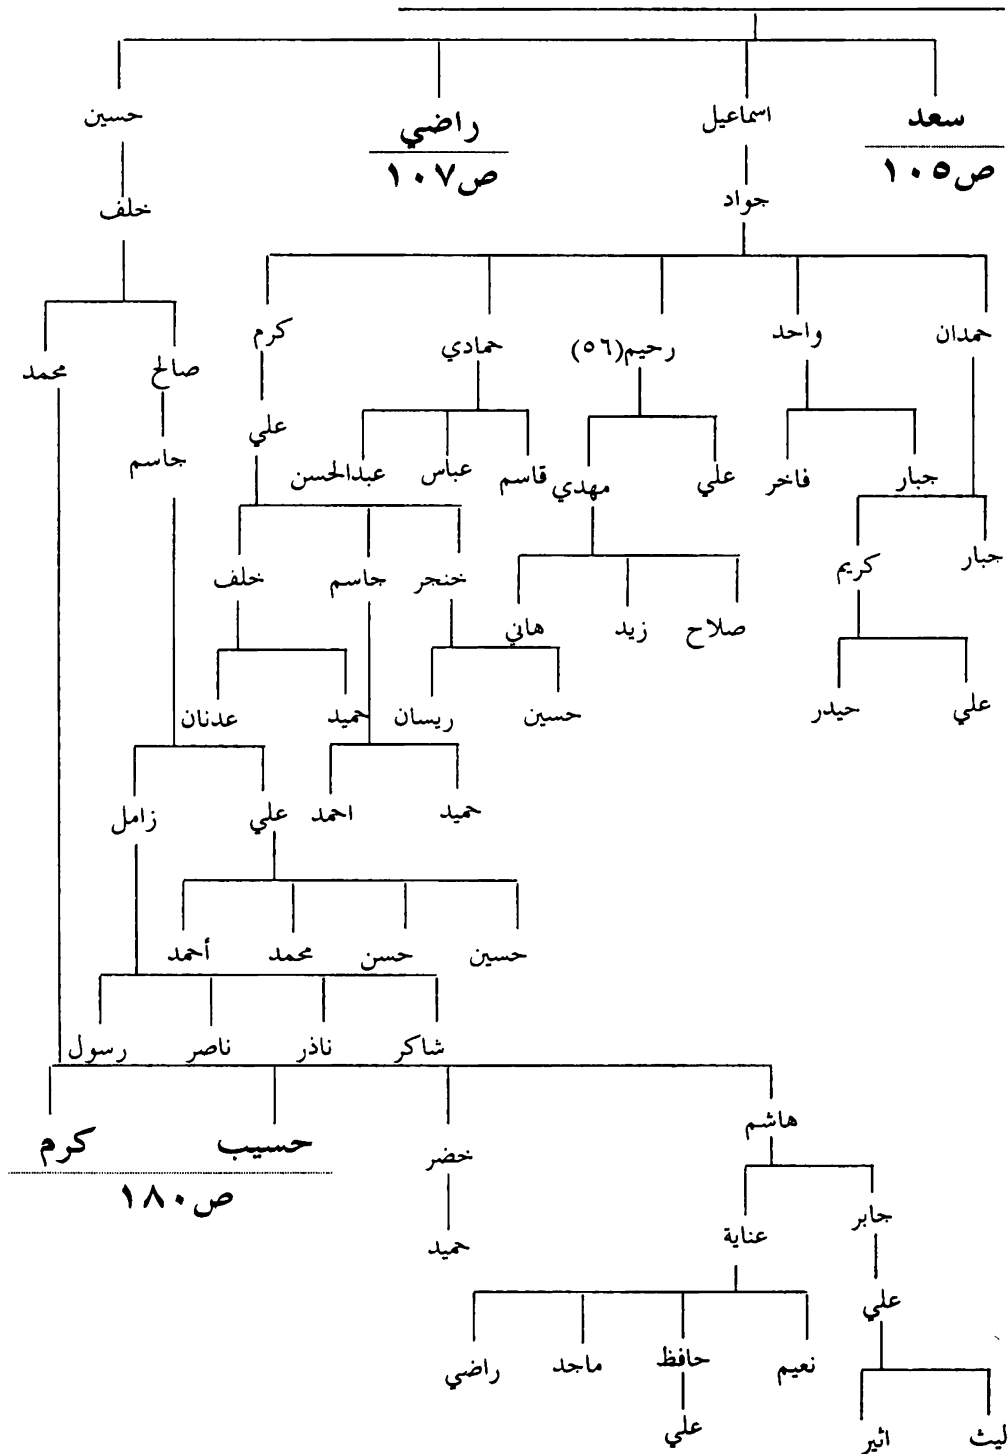 سعد اسماعيل راضي حسين
ص١٠٥ ص١٠٧
جواد خلف
حمدان واحد رحيم(٥٦) حمادي كرم
صالح محمد
علي جاسم
جبار فاخر علي مهدي قاسم عباس عبدالحسن
جبار كريم خنجر جاسم خلف
صلاح زيد هاني
علي حيدر حسين ريسان حميد عدنان
حميد احمد علي زامل
حسين حسن محمد أحمد
شاكر ناذر ناصر رسول
هاشم خضر حسيب كرم
ص١٨٠
جابر عناية حميد
علي
نعيم حافظ ماجد راضي
ليث اثير علي